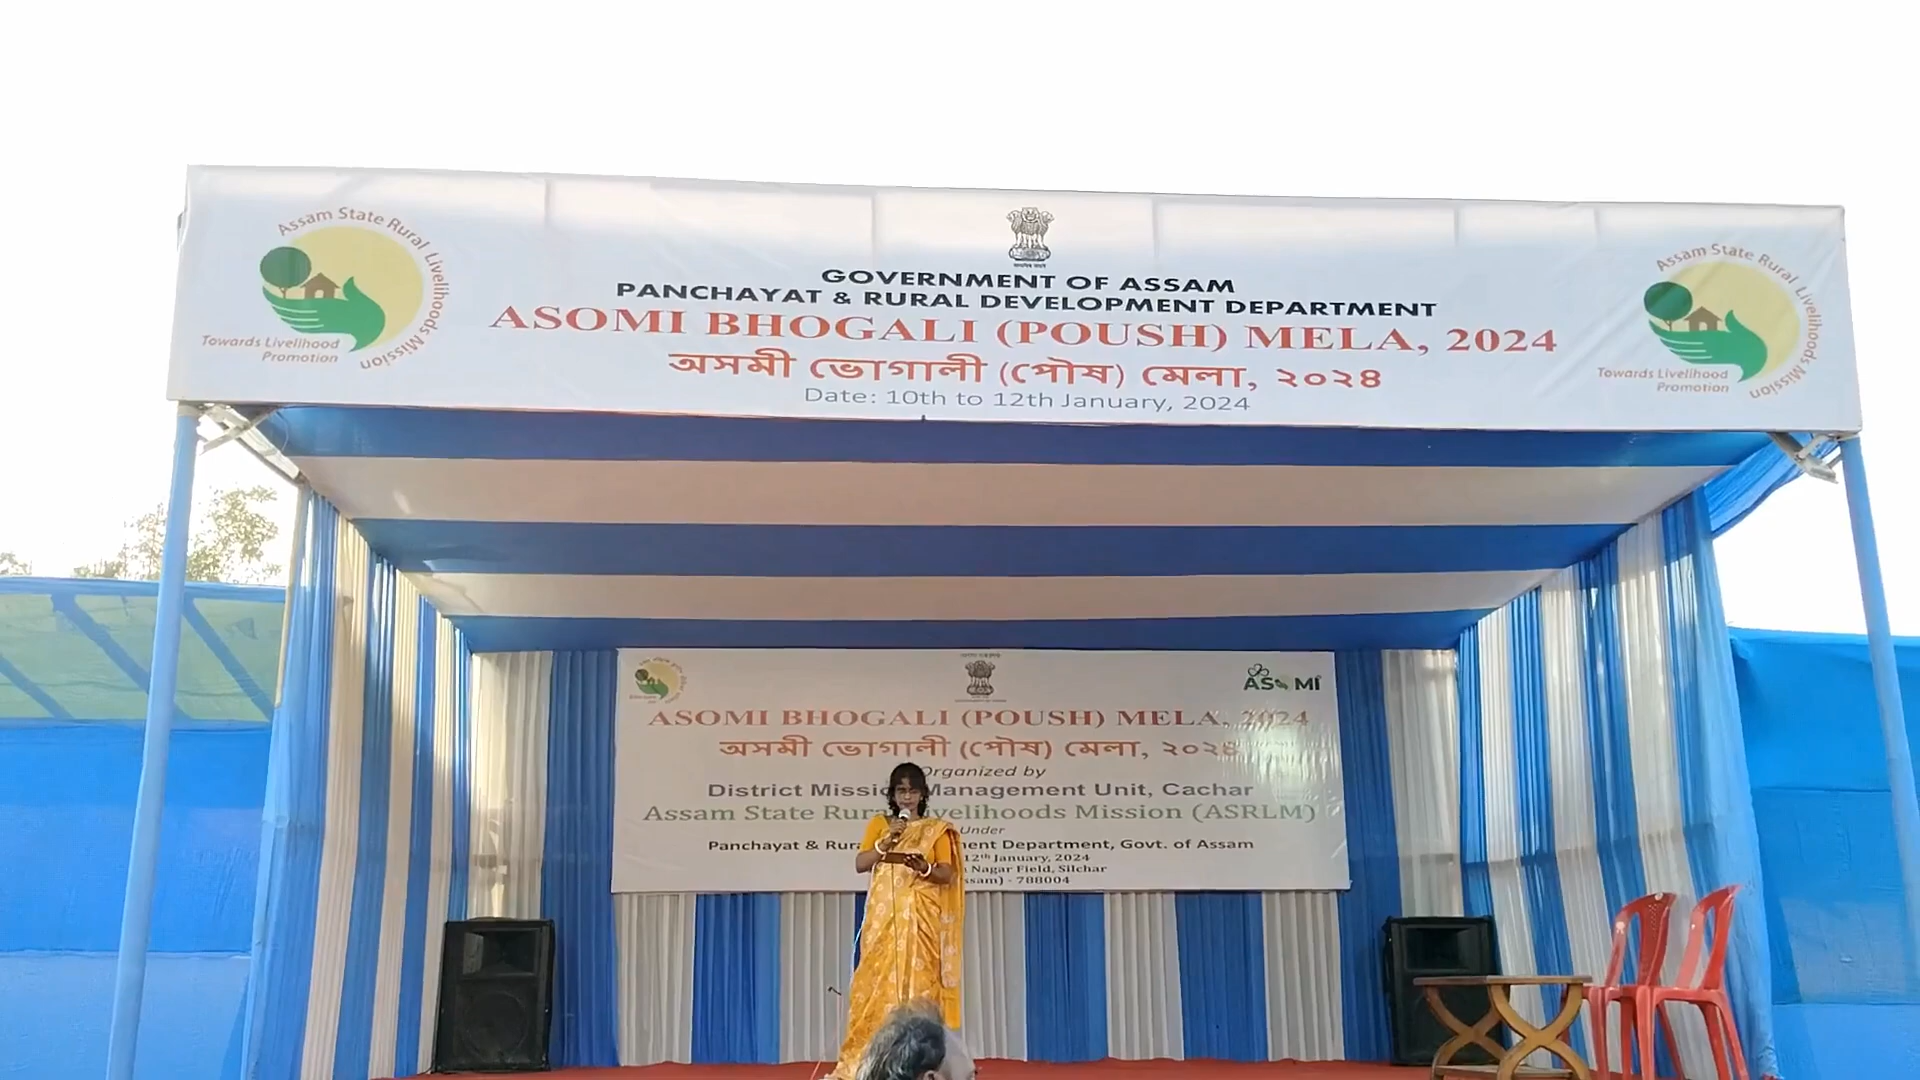 Assam State Rural Livelihoods Mission
Towards Livelihood
Promotion
GOVERNMENT OF ASSAM
PANCHAYAT & RURAL DEVELOPMENT DEPARTMENT
ASOMI BHOGALI (POUSH) MELA, 2024
অসমী ভোগালী (পৌষ) মেলা, ২০২৪
Date: 10th to 12th January, 2024
Assam State Rural Livelihoods Mission
Towards Livelihood
Promotion
ASOMI
ASOMI BHOGALI (POUSH) MELA, 2024
অসমী ভোগালী (পৌষ) মেলা, ২০২৪
Organized by
District Mission Management Unit, Cachar
Assam State Rural Livelihoods Mission (ASRLM)
Under
Panchayat & Rural ment Department, Govt. of Assam
12th January, 2024
Nagar Field, Silchar
ssam) - 788004